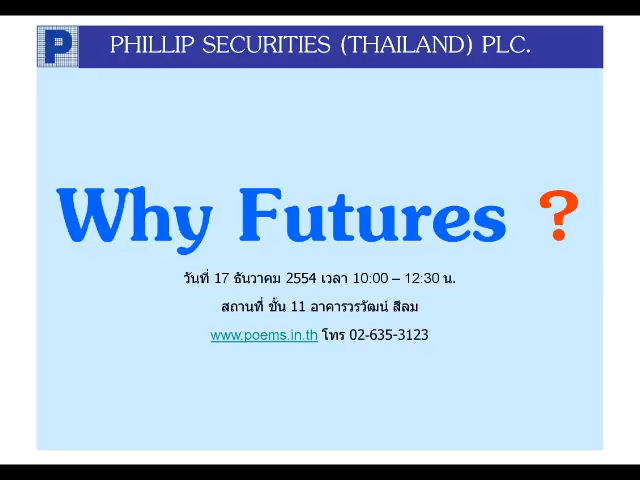 P
PHILLIP SECURITIES (THAILAND) PLC.
Why Futures ?
วันที่ 17 ธันวาคม 2554 เวลา 10:00 – 12:30 น.
สถานที่ ชั้น 11 อาคารวรวัฒน์ สีลม
www.poems.in.th โทร 02-635-3123